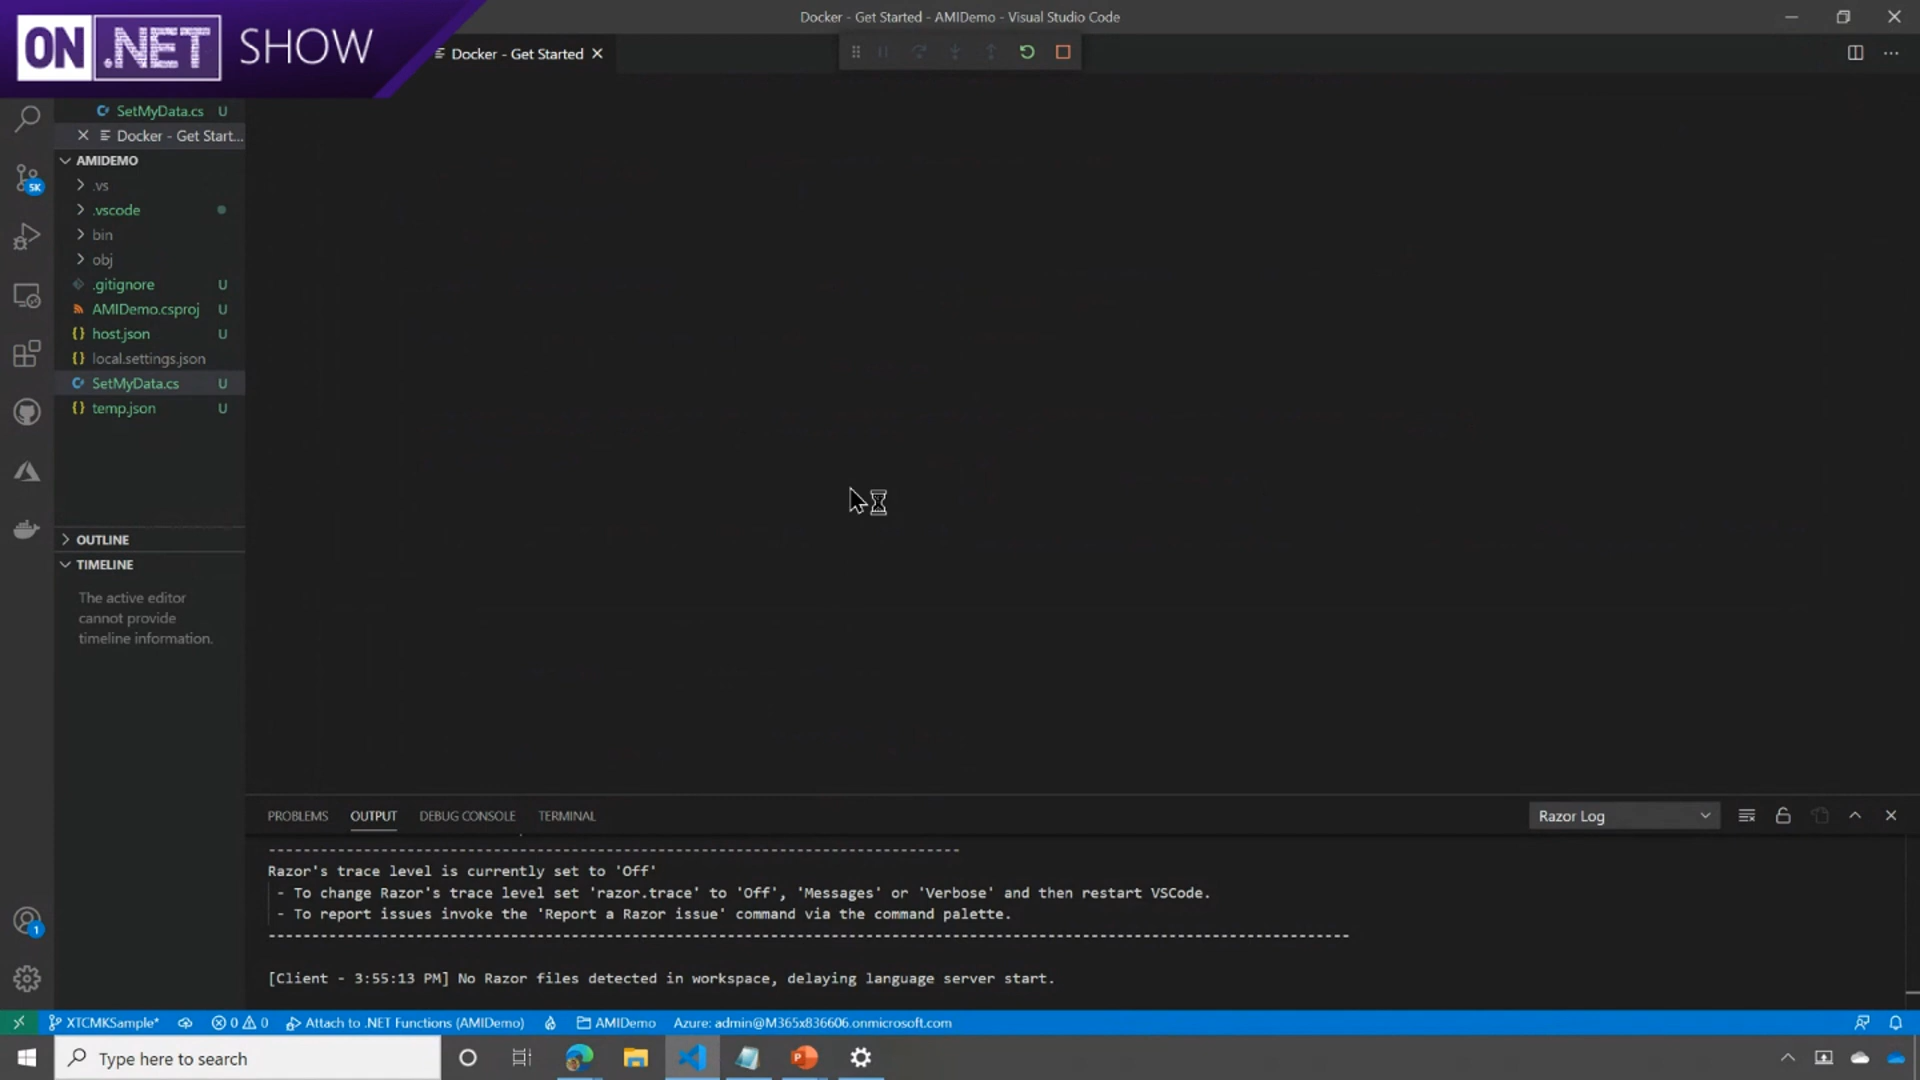 ON .NET SHOW
Docker - Get Started - AMIDemo - Visual Studio Code
Docker - Get Started
SetMyData.cs U
Docker - Get Start...
AMIDEMO
.vs
.vscode
bin
obj
.gitignore U
AMIDemo.csproj U
host.json U
local.settings.json
SetMyData.cs U
temp.json U
5K
OUTLINE
TIMELINE
The active editor
cannot provide
timeline information.
PROBLEMS OUTPUT DEBUG CONSOLE TERMINAL
Razor Log
--------------------------------------------------------------------------------
Razor's trace level is currently set to 'Off'
- To change Razor's trace level set 'razor.trace' to 'Off', 'Messages' or 'Verbose' and then restart VSCode.
- To report issues invoke the 'Report a Razor issue' command via the command palette.
-----------------------------------------------------------------------------------------------------------------------------
[Client - 3:55:13 PM] No Razor files detected in workspace, delaying language server start.
1
XTCMKSample* 0 0 Attach to .NET Functions (AMIDemo) AMIDemo Azure: admin@M365x836606.onmicrosoft.com
Type here to search